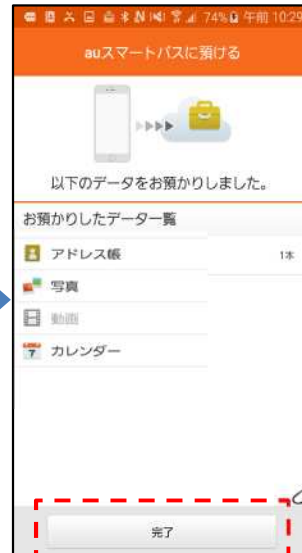 74% 午前 10:29
auスマートパスに預ける
以下のデータをお預かりしました。
お預かりしたデータ一覧
アドレス帳
1本
写真
動画
7 カレンダー
完了